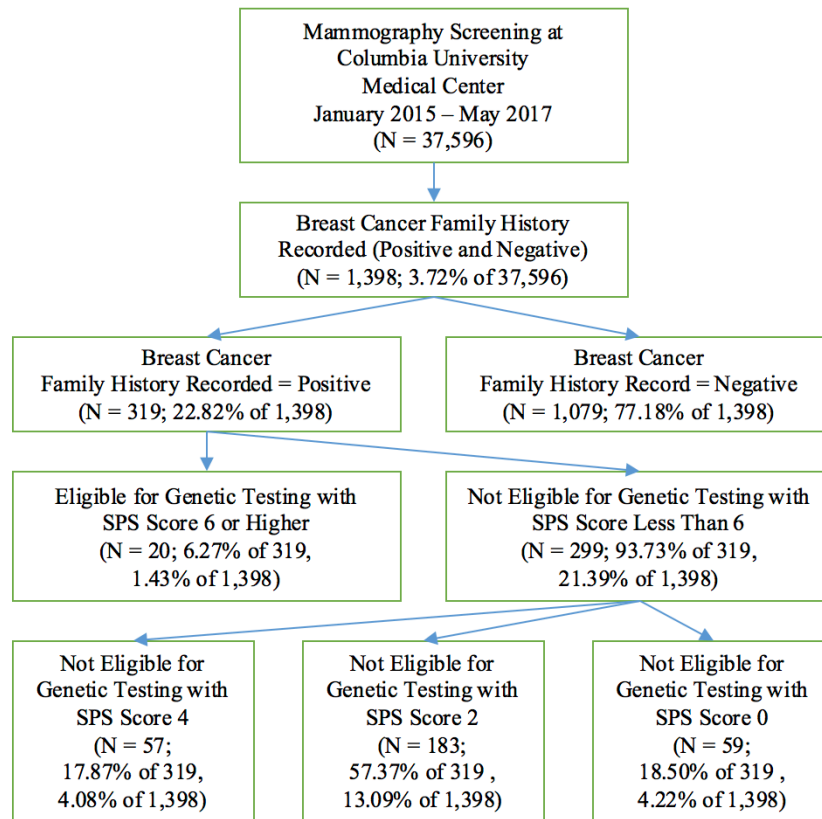 Mammography Screening at
Columbia University
Medical Center
January 2015 – May 2017
(N = 37,596)
Breast Cancer Family History
Recorded (Positive and Negative)
(N = 1,398; 3.72% of 37,596)
Breast Cancer
Family History Recorded = Positive
(N = 319; 22.82% of 1,398)
Breast Cancer
Family History Record = Negative
(N = 1,079; 77.18% of 1,398)
Eligible for Genetic Testing with
SPS Score 6 or Higher
(N = 20; 6.27% of 319,
1.43% of 1,398)
Not Eligible for Genetic Testing with
SPS Score Less Than 6
(N = 299; 93.73% of 319,
21.39% of 1,398)
Not Eligible for
Genetic Testing with
SPS Score 4
(N = 57;
17.87% of 319,
4.08% of 1,398)
Not Eligible for
Genetic Testing with
SPS Score 2
(N = 183;
57.37% of 319 ,
13.09% of 1,398)
Not Eligible for
Genetic Testing with
SPS Score 0
(N = 59;
18.50% of 319 ,
4.22% of 1,398)